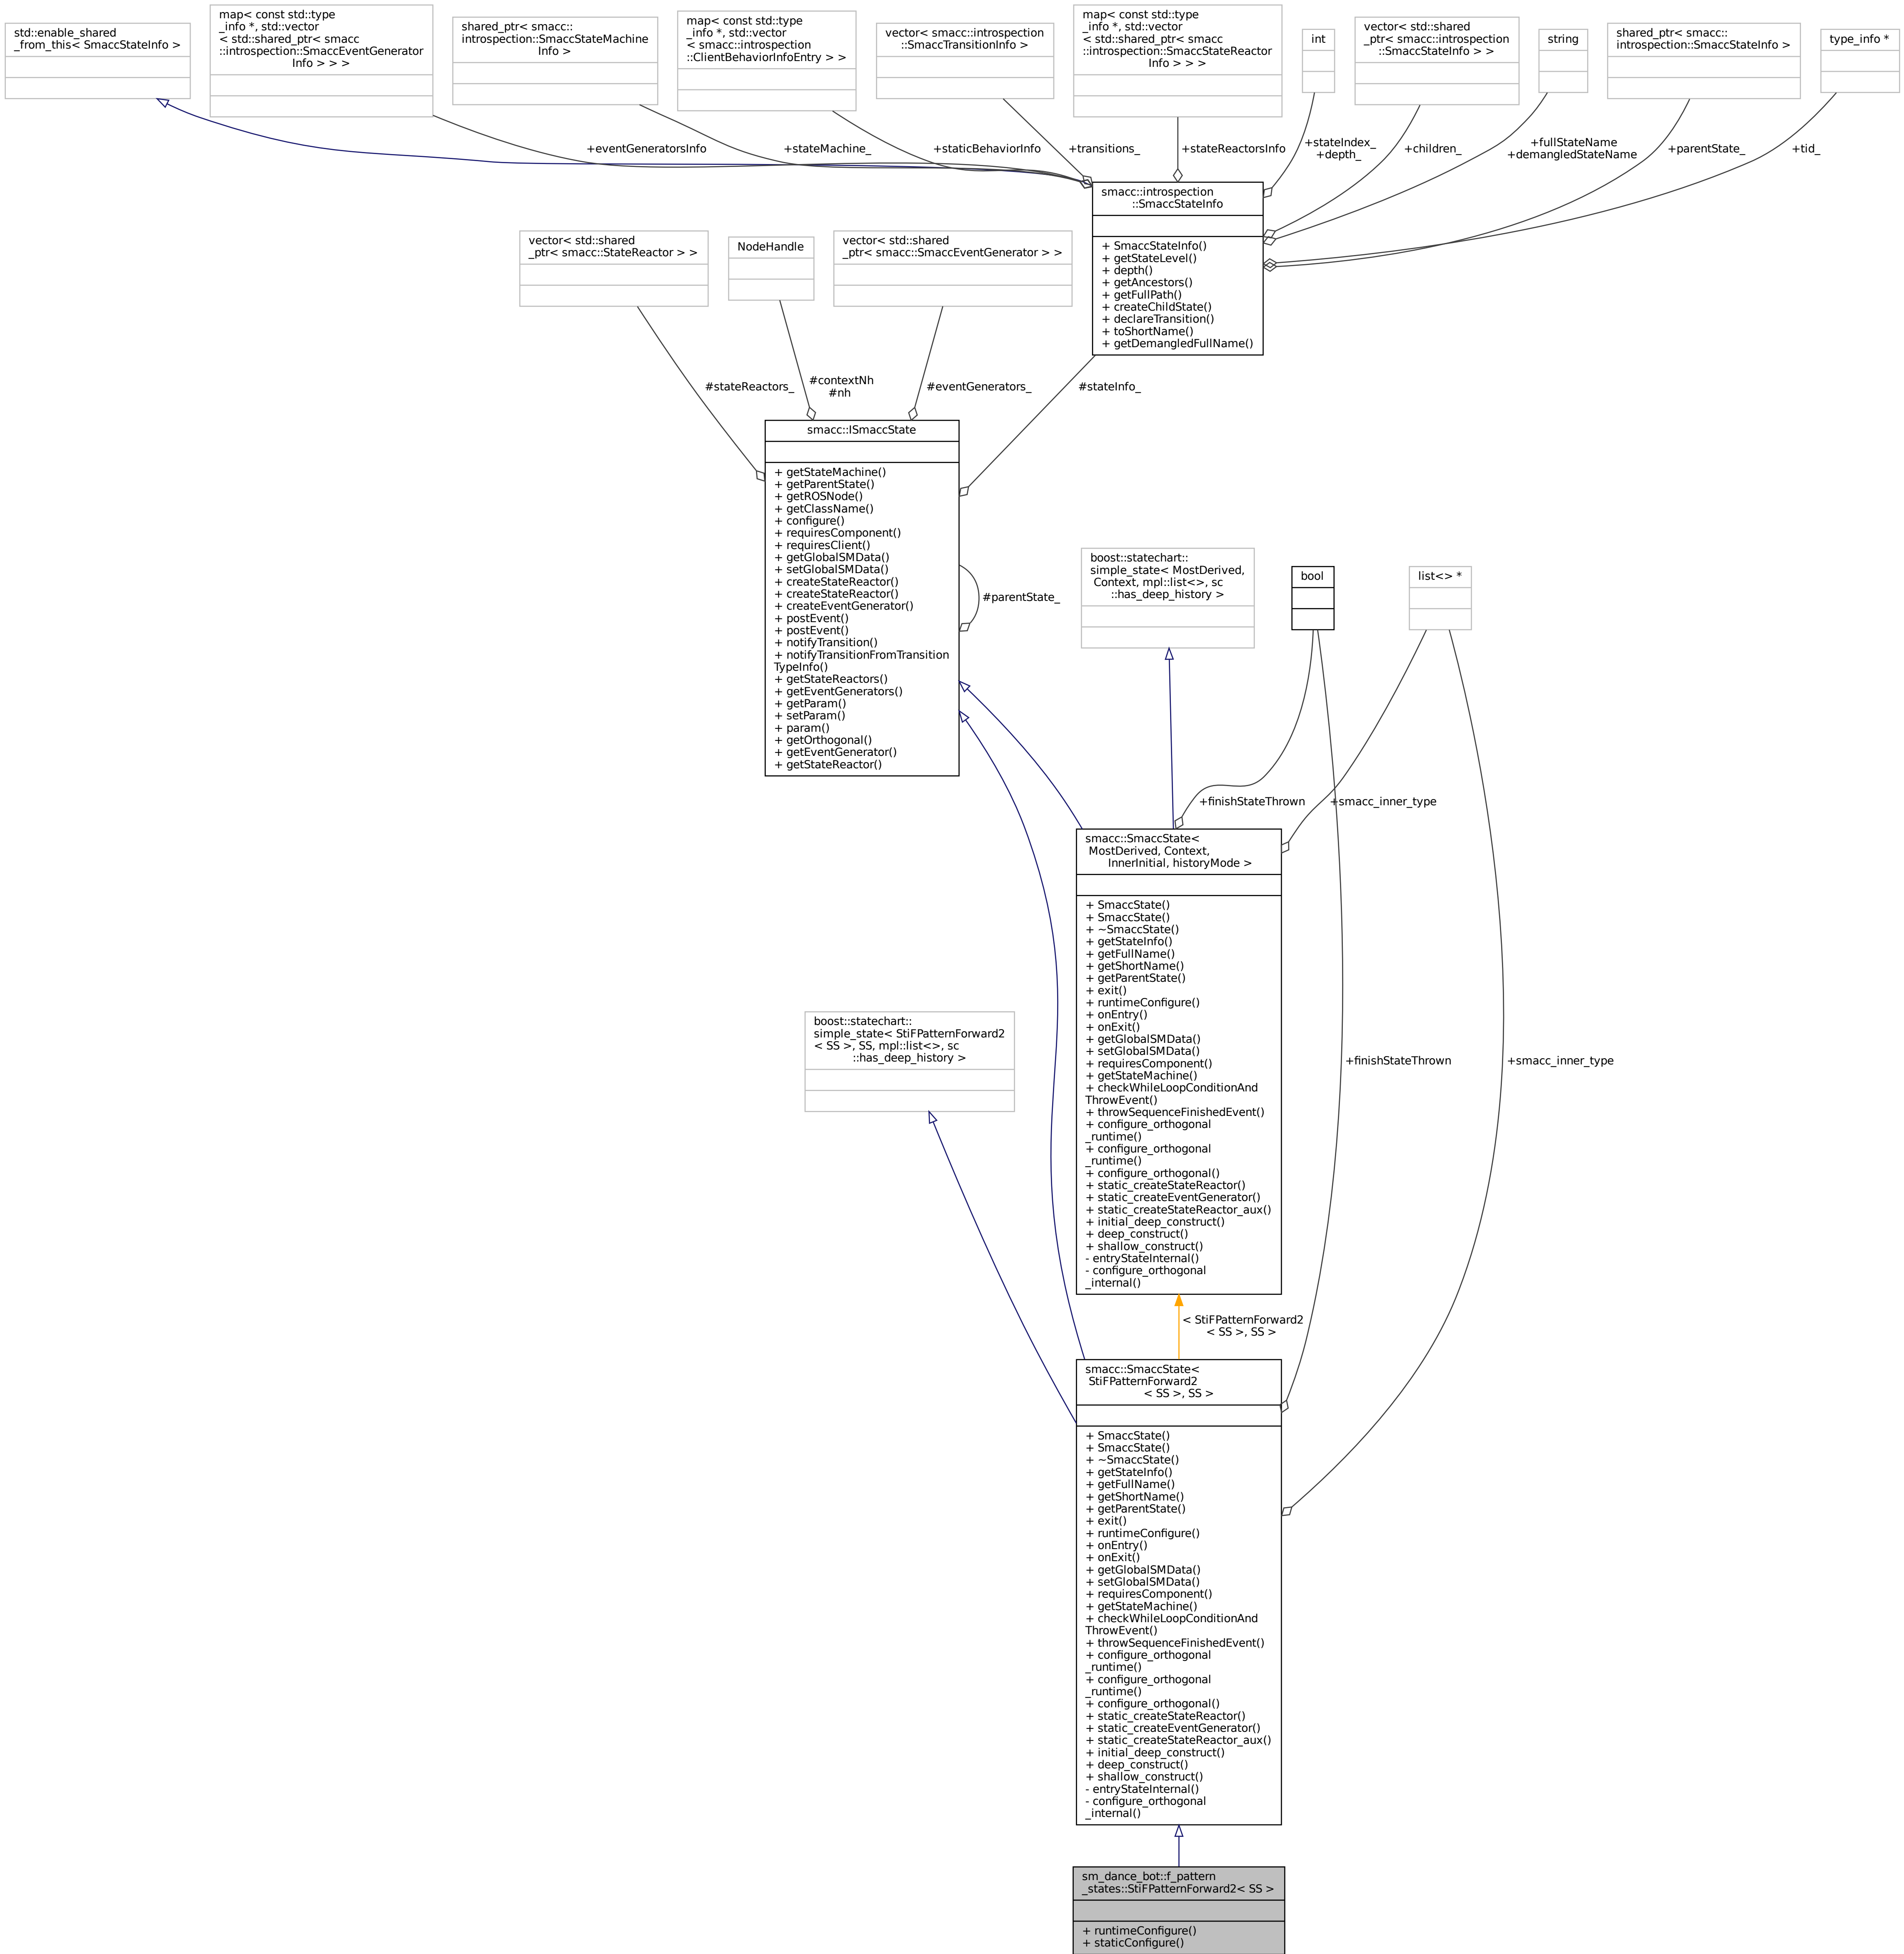 std::enable_shared
_from_this< SmaccStateInfo >
map< const std::type
_info *, std::vector
< std::shared_ptr< smacc
::introspection::SmaccEventGenerator
Info > > >
shared_ptr< smacc::
introspection::SmaccStateMachine
Info >
map< const std::type
_info *, std::vector
< smacc::introspection
::ClientBehaviorInfoEntry > >
vector< smacc::introspection
::SmaccTransitionInfo >
map< const std::type
_info *, std::vector
< std::shared_ptr< smacc
::introspection::SmaccStateReactor
Info > > >
int
vector< std::shared
_ptr< smacc::introspection
::SmaccStateInfo > >
string
shared_ptr< smacc::
introspection::SmaccStateInfo >
type_info *
+eventGeneratorsInfo
+stateMachine_
+staticBehaviorInfo
+transitions_
+stateReactorsInfo
+stateIndex_
+depth_
+children_
+fullStateName
+demangledStateName
+parentState_
+tid_
smacc::introspection
::SmaccStateInfo
+ SmaccStateInfo()
+ getStateLevel()
+ depth()
+ getAncestors()
+ getFullPath()
+ createChildState()
+ declareTransition()
+ toShortName()
+ getDemangledFullName()
vector< std::shared
_ptr< smacc::StateReactor > >
NodeHandle
vector< std::shared
_ptr< smacc::SmaccEventGenerator > >
#stateReactors_
#contextNh
#nh
#eventGenerators_
#stateInfo_
smacc::ISmaccState
+ getStateMachine()
+ getParentState()
+ getROSNode()
+ getClassName()
+ configure()
+ requiresComponent()
+ requiresClient()
+ getGlobalSMData()
+ setGlobalSMData()
+ createStateReactor()
+ createStateReactor()
+ createEventGenerator()
+ postEvent()
+ postEvent()
+ notifyTransition()
+ notifyTransitionFromTransition
TypeInfo()
+ getStateReactors()
+ getEventGenerators()
+ getParam()
+ setParam()
+ param()
+ getOrthogonal()
+ getEventGenerator()
+ getStateReactor()
#parentState_
boost::statechart::
simple_state< MostDerived,
Context, mpl::list<>, sc
::has_deep_history >
bool
list<> *
+finishStateThrown
+smacc_inner_type
smacc::SmaccState<
MostDerived, Context,
InnerInitial, historyMode >
+ SmaccState()
+ SmaccState()
+ ~SmaccState()
+ getStateInfo()
+ getFullName()
+ getShortName()
+ getParentState()
+ exit()
+ runtimeConfigure()
+ onEntry()
+ onExit()
+ getGlobalSMData()
+ setGlobalSMData()
+ requiresComponent()
+ getStateMachine()
+ checkWhileLoopConditionAnd
ThrowEvent()
+ throwSequenceFinishedEvent()
+ configure_orthogonal
_runtime()
+ configure_orthogonal
_runtime()
+ configure_orthogonal()
+ static_createStateReactor()
+ static_createEventGenerator()
+ static_createStateReactor_aux()
+ initial_deep_construct()
+ deep_construct()
+ shallow_construct()
- entryStateInternal()
- configure_orthogonal
_internal()
boost::statechart::
simple_state< StiFPatternForward2
< SS >, SS, mpl::list<>, sc
::has_deep_history >
+finishStateThrown
+smacc_inner_type
< StiFPatternForward2
< SS >, SS >
smacc::SmaccState<
StiFPatternForward2
< SS >, SS >
+ SmaccState()
+ SmaccState()
+ ~SmaccState()
+ getStateInfo()
+ getFullName()
+ getShortName()
+ getParentState()
+ exit()
+ runtimeConfigure()
+ onEntry()
+ onExit()
+ getGlobalSMData()
+ setGlobalSMData()
+ requiresComponent()
+ getStateMachine()
+ checkWhileLoopConditionAnd
ThrowEvent()
+ throwSequenceFinishedEvent()
+ configure_orthogonal
_runtime()
+ configure_orthogonal
_runtime()
+ configure_orthogonal()
+ static_createStateReactor()
+ static_createEventGenerator()
+ static_createStateReactor_aux()
+ initial_deep_construct()
+ deep_construct()
+ shallow_construct()
- entryStateInternal()
- configure_orthogonal
_internal()
sm_dance_bot::f_pattern
_states::StiFPatternForward2< SS >
+ runtimeConfigure()
+ staticConfigure()